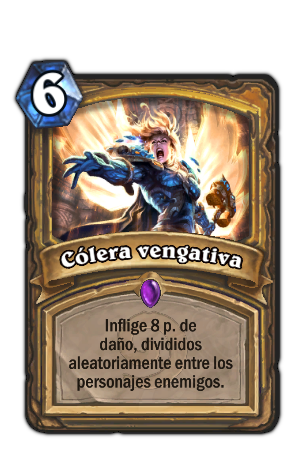 6
Cólera vengativa
Inflige 8 p. de
daño, divididos
aleatoriamente entre los
personajes enemigos.